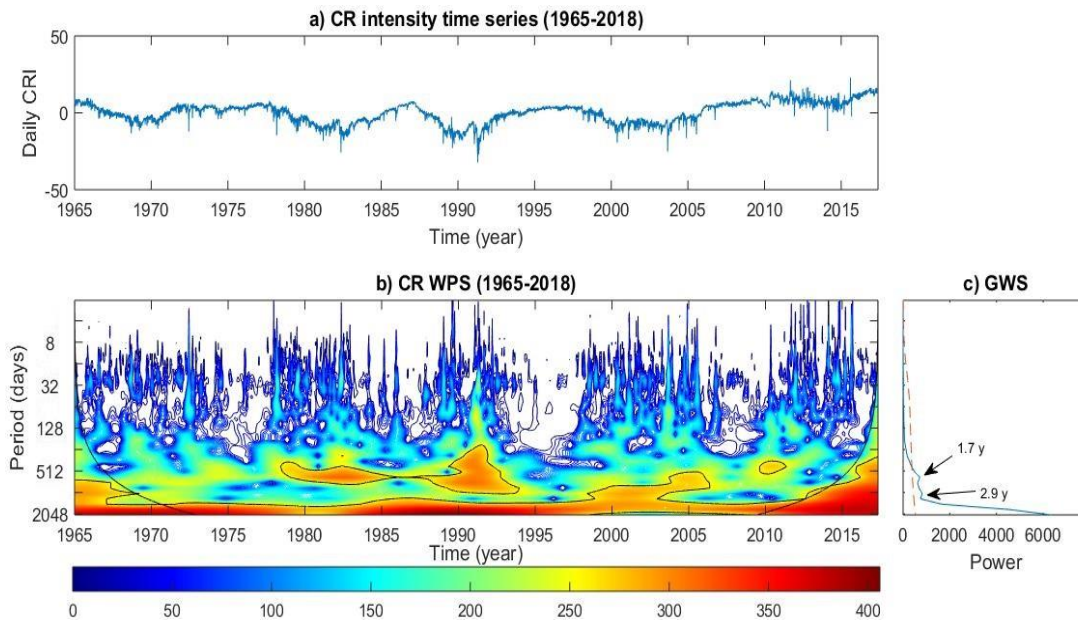 a) CR intensity time series (1965-2018)
50
0
-50
Daily CRI
1965 1970 1975 1980 1985 1990 1995 2000 2005 2010 2015
Time (year)
b) CR WPS (1965-2018)
8
32
128
512
2048
Period (days)
1965 1970 1975 1980 1985 1990 1995 2000 2005 2010 2015
Time (year)
0 50 100 150 200 250 300 350 400
c) GWS
1.7 y
2.9 y
0 2000 4000 6000
Power